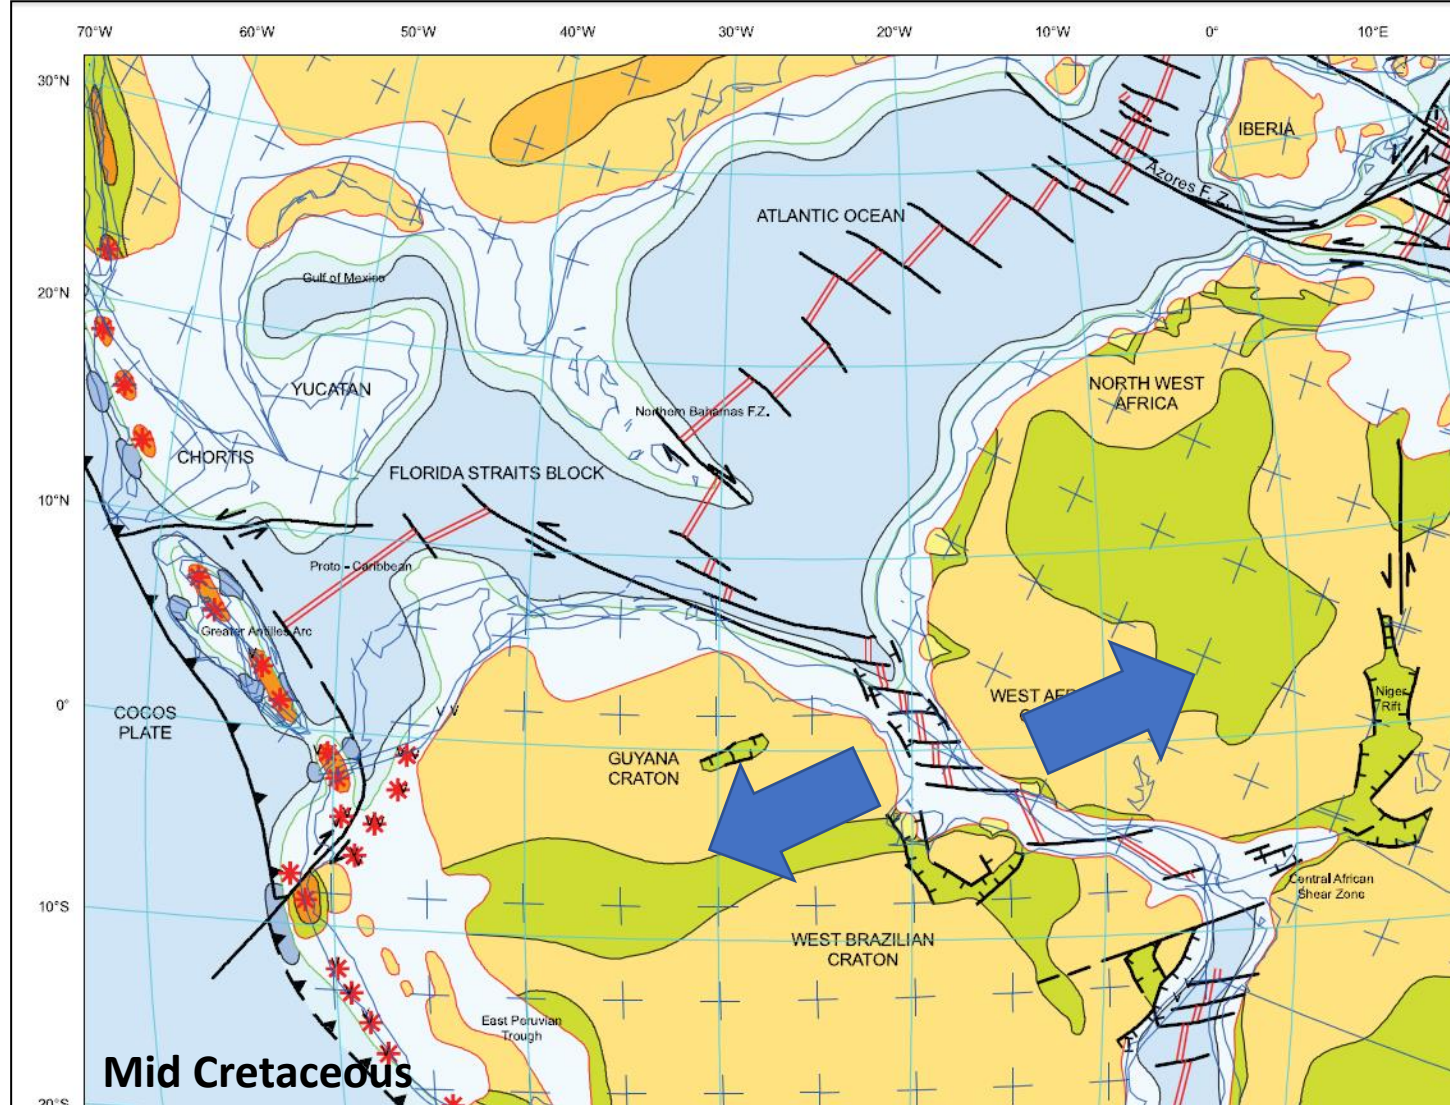 70°W 60°W 50°W 40°W 30°W 20°W 10°W 0° 10°E
30°N
IBERIA
Azores F. Z.
ATLANTIC OCEAN
Gulf of Mexico
20°N
YUCATAN
NORTH WEST
AFRICA
Northern Bahamas F.Z.
CHORTIS
FLORIDA STRAITS BLOCK
10°N
Proto - Caribbean
Greater Antilles Arc
0°
COCOS
PLATE
V V
WEST
Niger
Rift
GUYANA
CRATON
Central African
Shear Zone
10°S
WEST BRAZILIAN
CRATON
East Peruvian
Trough
Mid Cretaceous
20°S